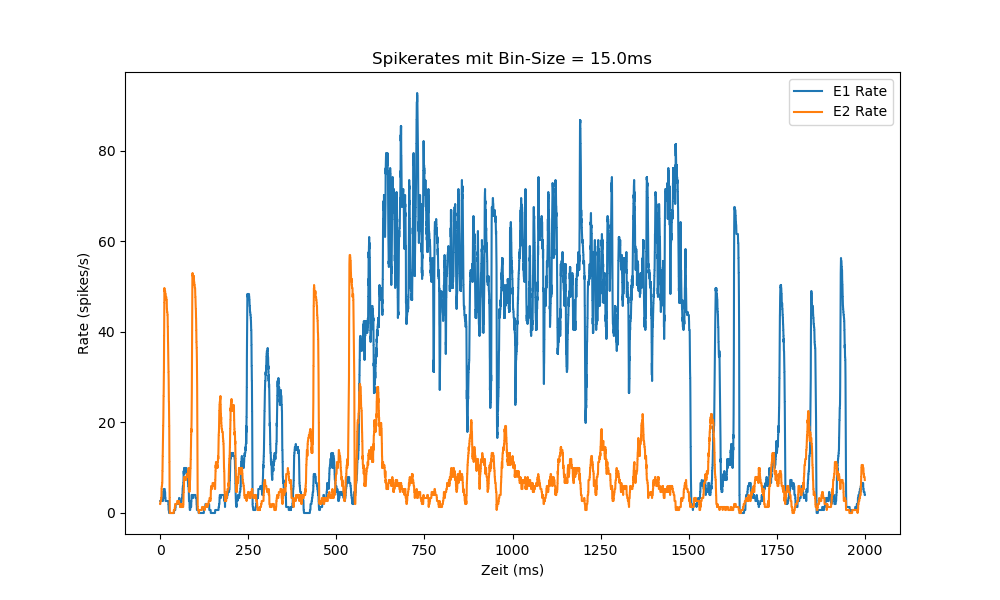 Spikerates mit Bin-Size = 15.0ms
E1 Rate
E2 Rate
80
60
40
20
0
Rate (spikes/s)
0 250 500 750 1000 1250 1500 1750 2000
Zeit (ms)